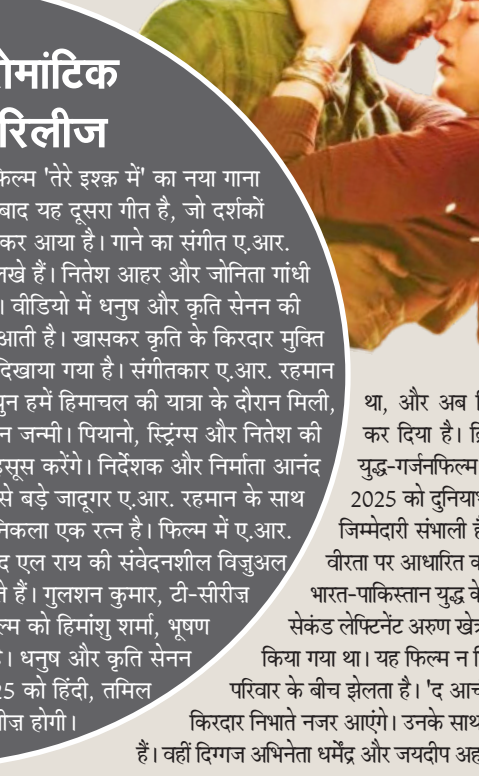 रोमांटिक
रिलीज
फिल्म 'तेरे इश्क़ में' का नया गाना
बाद यह दूसरा गीत है, जो दर्शकों
कर आया है। गाने का संगीत ए.आर.
लखे हैं। नितेश आहर और जोनिता गांधी
। वीडियो में धनुष और कृति सेनन की
आती है। खासकर कृति के किरदार मुक्ति
दिखाया गया है। संगीतकार ए.आर. रहमान
हमें हिमाचल की यात्रा के दौरान मिली,
न जन्मी। पियानो, स्ट्रिंग्स और नितेश की
हसूस करेंगे। निर्देशक और निर्माता आनंद
से बड़े जादूगर ए.आर. रहमान के साथ
निकला एक रत्न है। फिल्म में ए.आर.
द एल राय की संवेदनशील विजुअल
ते हैं। गुलशन कुमार, टी-सीरीज
ल्म को हिमांशु शर्मा, भूषण
है। धनुष और कृति सेनन
25 को हिंदी, तमिल
लीज़ होगी।
था, और अब
कर दिया है।
युद्ध-गर्जनफिल्म
2025 को दुनियाभ
जिम्मेदारी संभाली है
वीरता पर आधारित
भारत-पाकिस्तान युद्ध के
सेकंड लेफ्टिनेंट अरुण खेत्र
किया गया था। यह फिल्म न
परिवार के बीच झेलता है। 'द
किरदार निभाते नजर आएंगे। उनके साथ
हैं। वहीं दिग्गज अभिनेता धर्मेंद्र और जयदीप अह